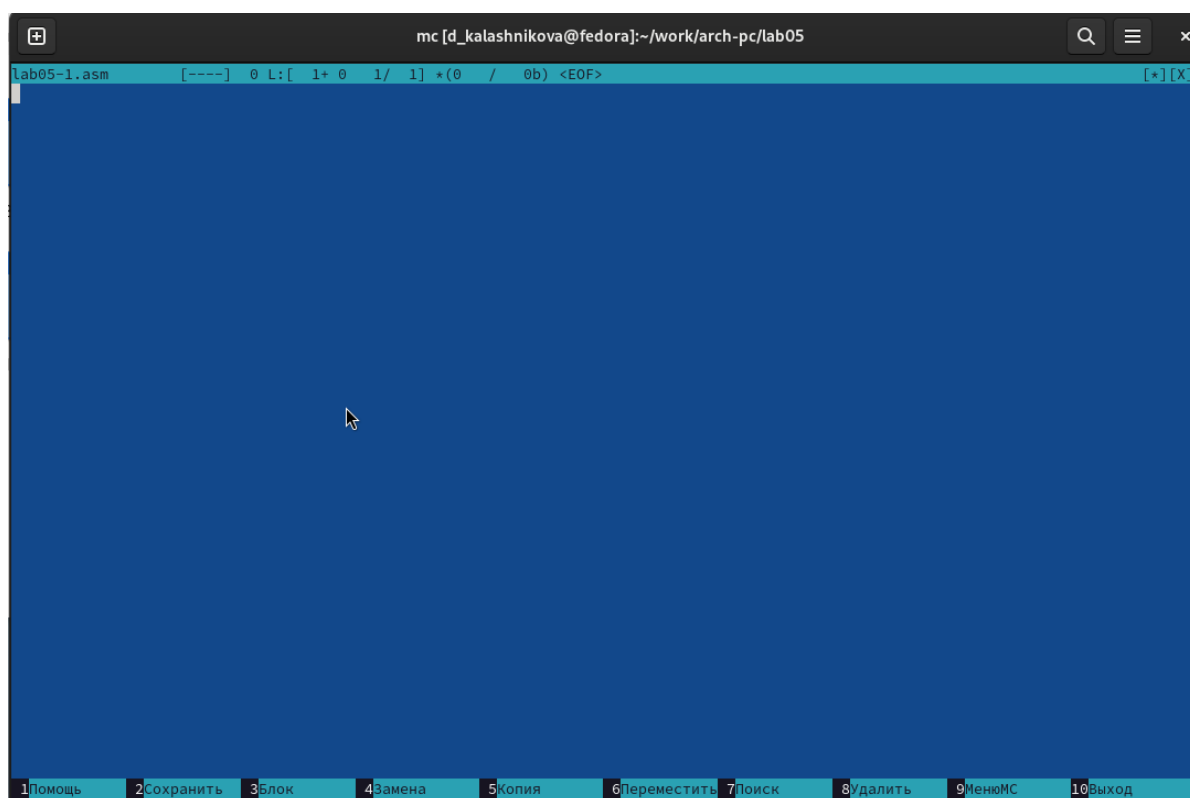 mc [d_kalashnikova@fedora]:~/work/arch-pc/lab05
lab05-1.asm [----] 0 L:[ 1+ 0 1/ 1] *(0 / 0b) <EOF> [*][X]
1Помощь 2Сохранить 3Блок 4Замена 5Копия 6Переместить 7Поиск 8Удалить 9МенюМС 10Выход